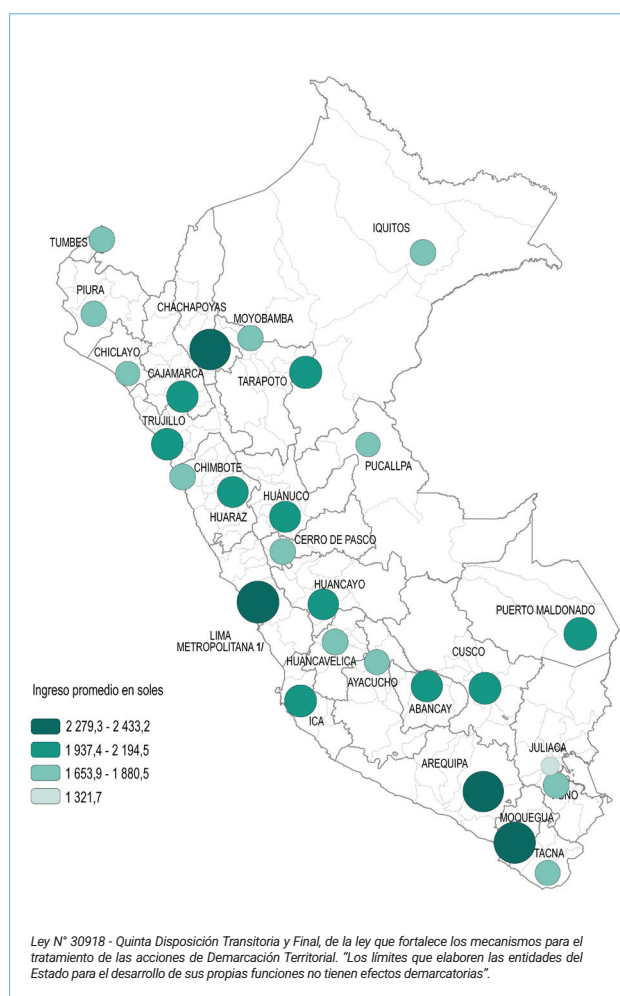 IQUITOS
TUMBES
PIURA
CHACHAPOYAS
MOYOBAMBA
CHICLAYO
CAJAMARCA
TARAPOTO
TRUJILLO
CHIMBOTE
PUCALLPA
HUÁNUCO
HUARAZ
CERRO DE PASCO
HUANCAYO
PUERTO MALDONADO
LIMA
METROPOLITANA 1/
HUANCAVELICA
CUSCO
AYACUCHO
ABANCAY
ICA
Ingreso promedio en soles
2 279,3 - 2 433,2
1 937,4 - 2 194,5
1 653,9 - 1 880,5
1 321,7
JULIACA
AREQUIPA
PUNO
MOQUEGUA
TACNA
Ley N° 30918 - Quinta Disposición Transitoria y Final, de la ley que fortalece los mecanismos para el
tratamiento de las acciones de Demarcación Territorial. “Los límites que elaboren las entidades del
Estado para el desarrollo de sus propias funciones no tienen efectos demarcatorias”.